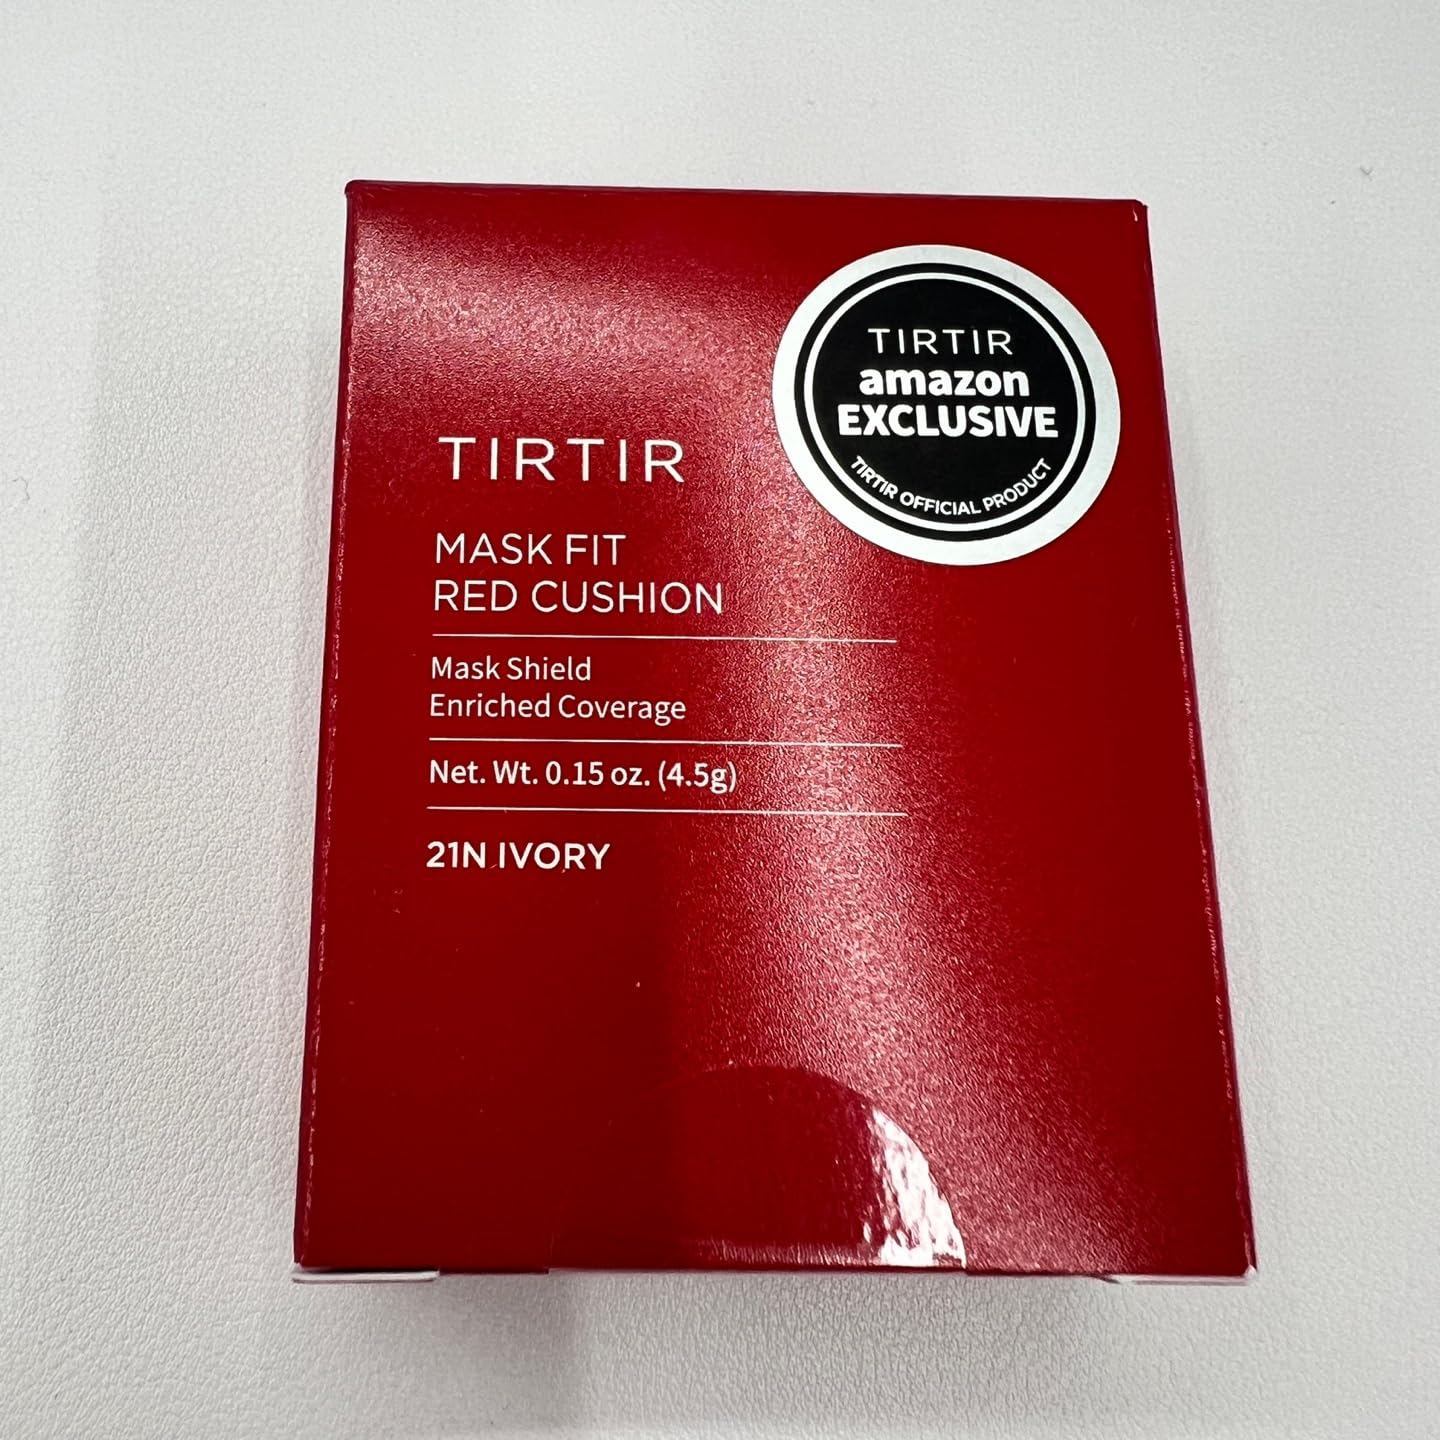 TIRTIR
amazon
EXCLUSIVE
TIRTIR OFFICIAL PRODUCT
TIRTIR
MASK FIT
RED CUSHION
Mask Shield
Enriched Coverage
Net. Wt. 0.15 oz. (4.5g)
21N IVORY